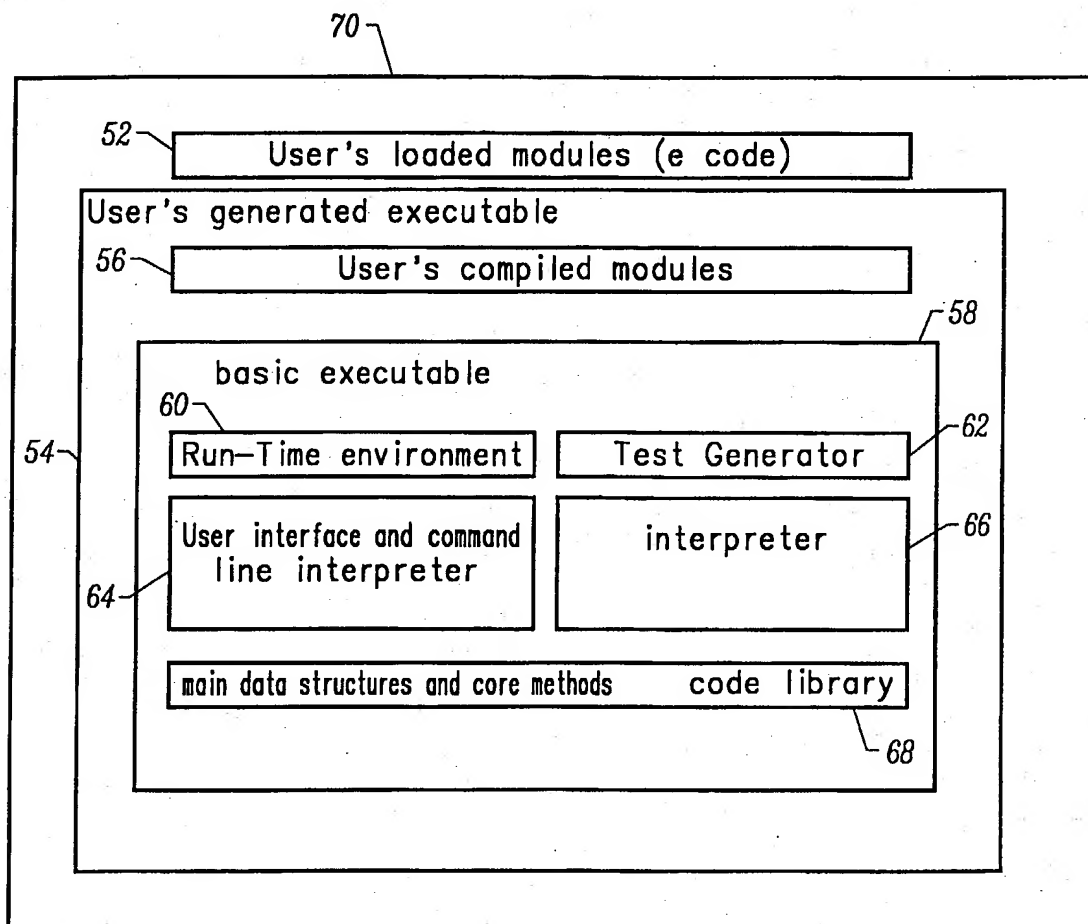 70
52
User's loaded modules (e code)
User's generated executable
56
User's compiled modules
58
basic executable
60
54
Run-Time environment
Test Generator
62
User interface and command
line interpreter
interpreter
66
64
main data structures and core methods code library
68